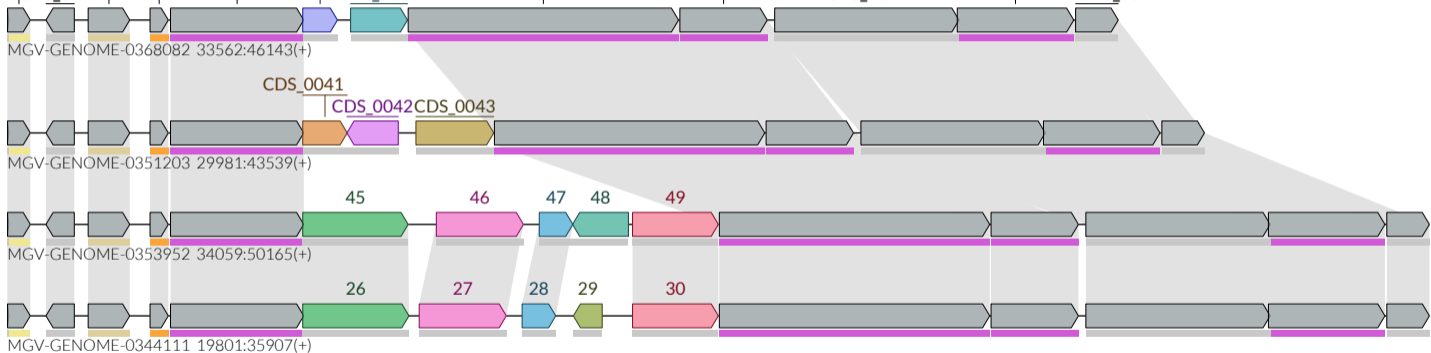 MGV-GENOME-0368082 33562:46143(+)
CDS_0041
CDS_0042 CDS_0043
MGV-GENOME-0351203 29981:43539(+)
45 46 47 48 49
MGV-GENOME-0353952 34059:50165(+)
26 27 28 29 30
MGV-GENOME-0344111 19801:35907(+)